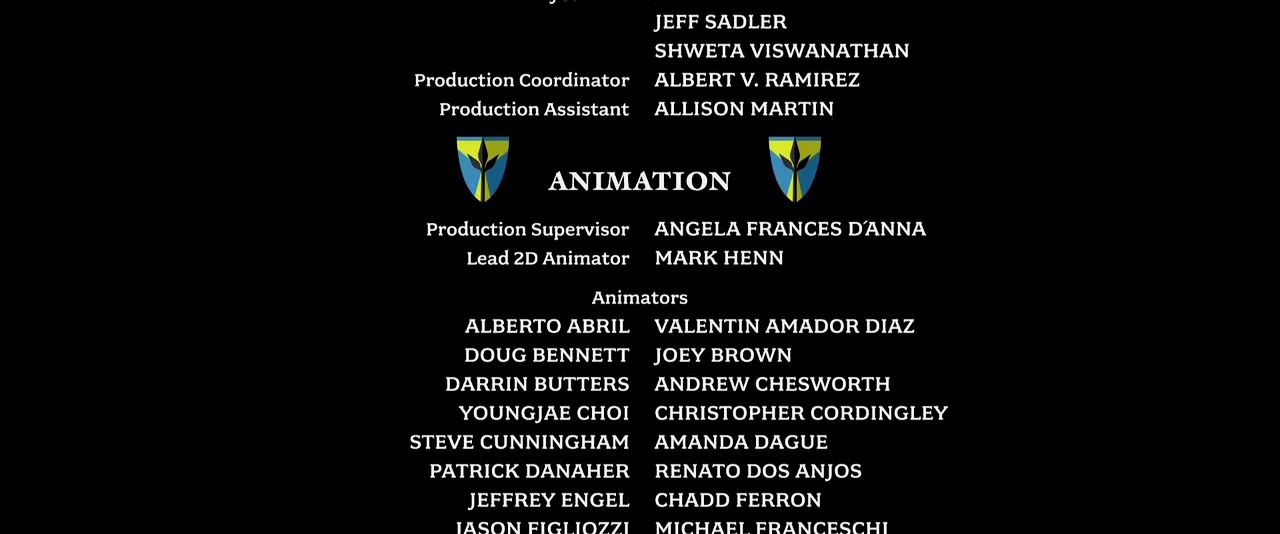 JEFF SADLER
SHWETA VISWANATHAN
Production Coordinator ALBERT V. RAMIREZ
Production Assistant ALLISON MARTIN
ANIMATION
Production Supervisor ANGELA FRANCES D'ANNA
Lead 2D Animator MARK HENN
Animators
ALBERTO ABRIL VALENTIN AMADOR DIAZ
DOUG BENNETT JOEY BROWN
DARRIN BUTTERS ANDREW CHESWORTH
YOUNGJAE CHOI CHRISTOPHER CORDINGLEY
STEVE CUNNINGHAM AMANDA DAGUE
PATRICK DANAHER RENATO DOS ANJOS
JEFFREY ENGEL CHADD FERRON
JASON FIGLIOZZI MICHAEL FRANCESCHI